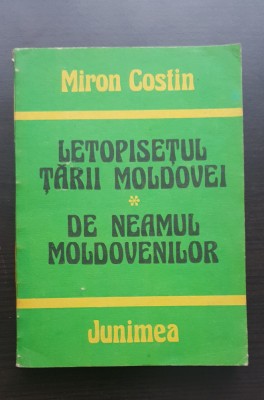 Miron Costin
LETOPISEȚUL
ȚĂRII MOLDOVEI
*
DE NEAMUL
MOLDOVENILOR
Junimea